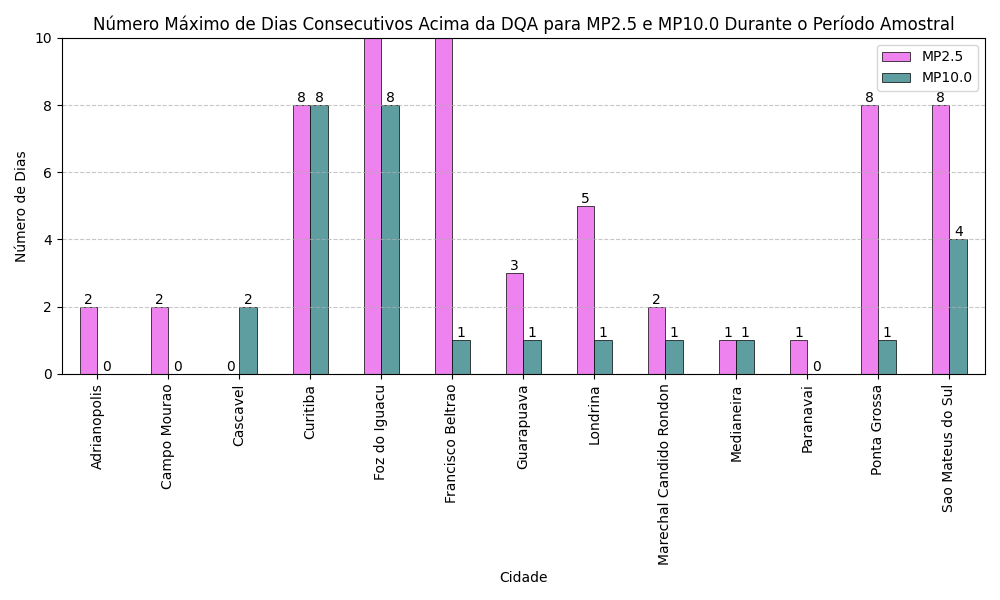 Número Máximo de Dias Consecutivos Acima da DQA para MP2.5 e MP10.0 Durante o Período Amostral
MP2.5
MP10.0
Número de Dias
10
8
6
4
2
0
2
0
2
0
0
2
8
8
8
1
3
1
5
1
2
1
1
1
1
0
8
1
8
4
Adrianopolis
Campo Mourao
Cascavel
Curitiba
Foz do Iguacu
Francisco Beltrao
Guarapuava
Londrina
Marechal Candido Rondon
Medianeira
Paranavai
Ponta Grossa
Sao Mateus do Sul
Cidade